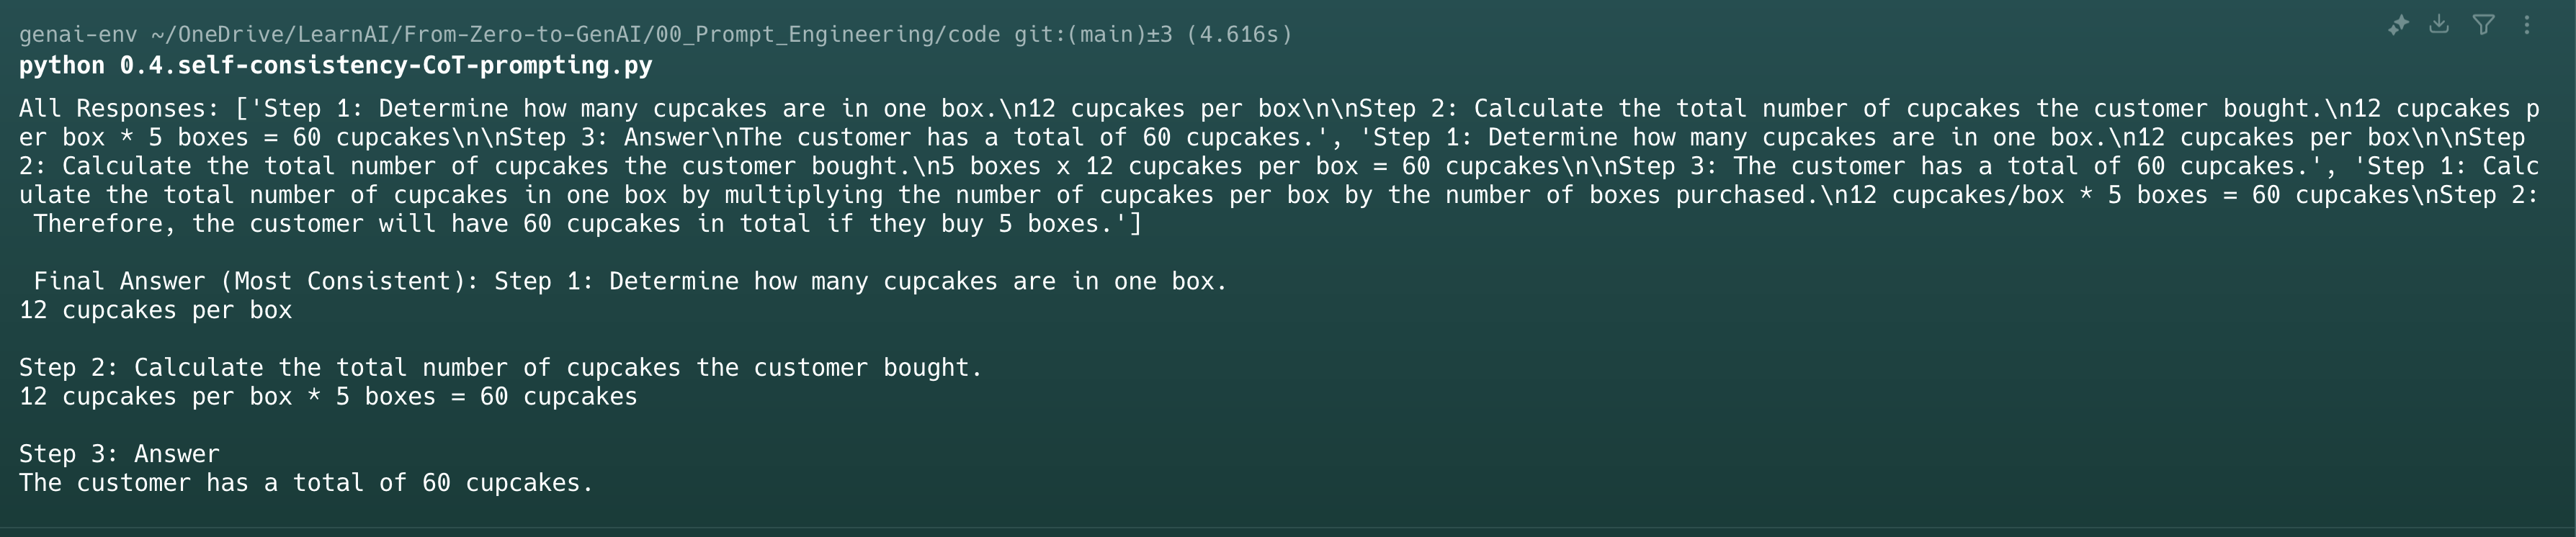 genai-env ~/OneDrive/LearnAI/From-Zero-to-GenAI/00_Prompt_Engineering/code git:(main)±3 (4.616s)
python 0.4.self-consistency-CoT-prompting.py
All Responses: ['Step 1: Determine how many cupcakes are in one box.\n12 cupcakes per box\n\nStep 2: Calculate the total number of cupcakes the customer bought.\n12 cupcakes p
er box * 5 boxes = 60 cupcakes\n\nStep 3: Answer\nThe customer has a total of 60 cupcakes.', 'Step 1: Determine how many cupcakes are in one box.\n12 cupcakes per box\n\nStep
2: Calculate the total number of cupcakes the customer bought.\n5 boxes x 12 cupcakes per box = 60 cupcakes\n\nStep 3: The customer has a total of 60 cupcakes.', 'Step 1: Calc
ulate the total number of cupcakes in one box by multiplying the number of cupcakes per box by the number of boxes purchased.\n12 cupcakes/box * 5 boxes = 60 cupcakes\nStep 2:
 Therefore, the customer will have 60 cupcakes in total if they buy 5 boxes.']
 Final Answer (Most Consistent): Step 1: Determine how many cupcakes are in one box.
12 cupcakes per box
Step 2: Calculate the total number of cupcakes the customer bought.
12 cupcakes per box * 5 boxes = 60 cupcakes
Step 3: Answer
The customer has a total of 60 cupcakes.